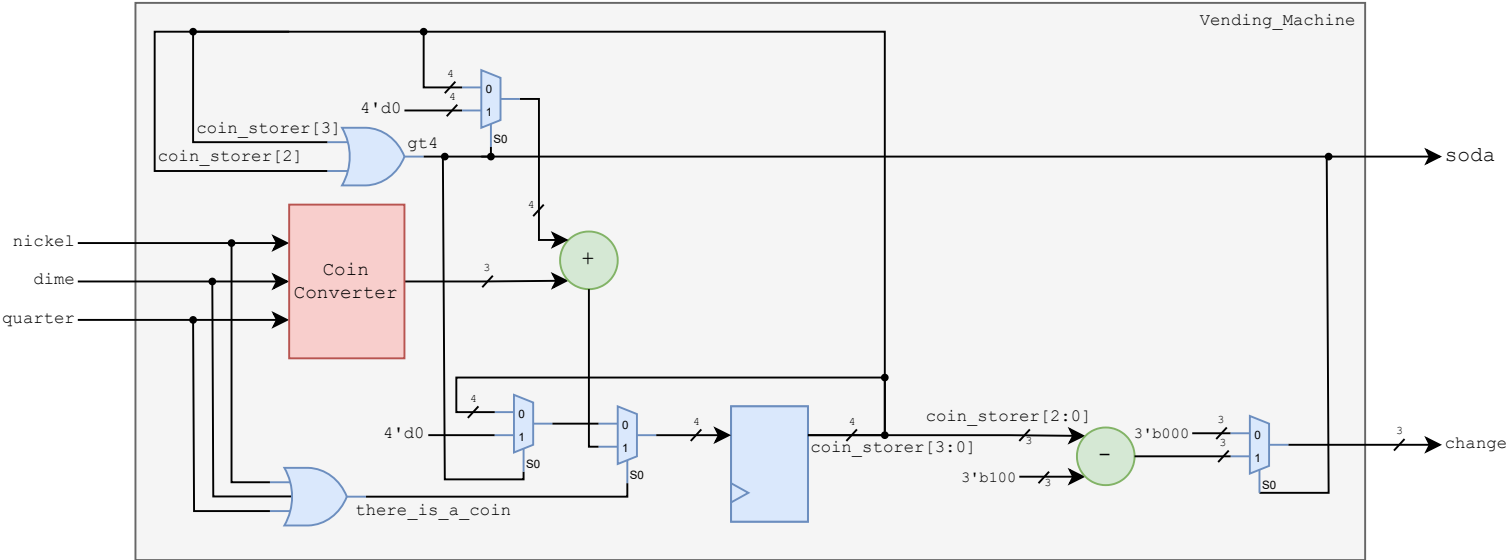 Vending_Machine
4
0
4
4'd0
1
S0
coin_storer[3]
gt4
coin_storer[2]
soda
4
nickel
dime
quarter
Coin
Converter
3
+
4
0
4'd0
1
S0
0
1
S0
4
4
coin_storer[3:0]
coin_storer[2:0]
3
3'b100
3
-
3'b000
3
0
3
1
S0
3
change
there_is_a_coin